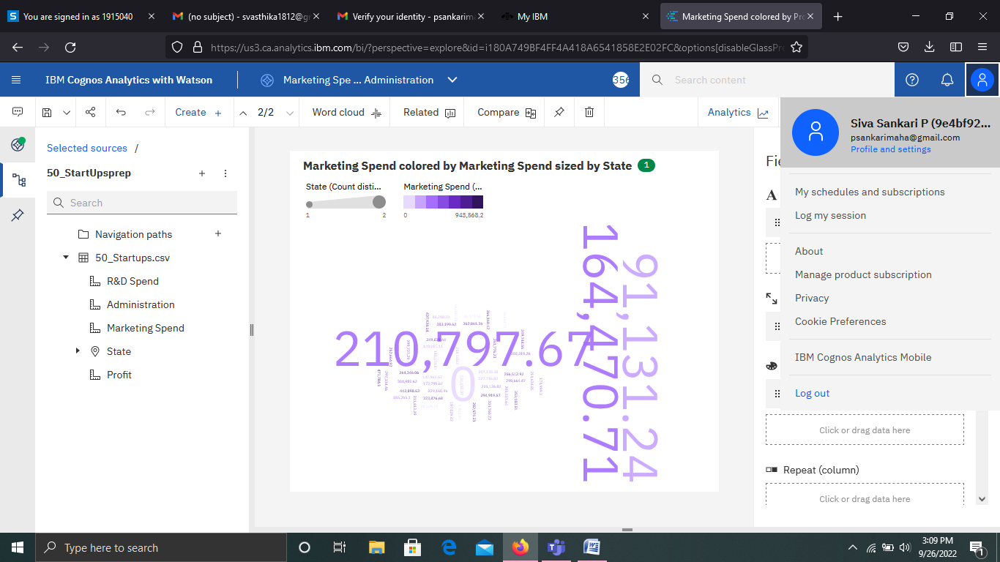 You are signed in as 1915040
(no subject) - svasthika1812@g
Verify your identity - psankarima
My IBM
Marketing Spend colored by Pro
https://us3.ca.analytics.ibm.com/bi/?perspective=explore&id=i180A749BF4FF4A418A6541858E2E02FC&options[disableGlassPre
IBM Cognos Analytics with Watson
Marketing Spe ... Administration
356
Search content
Create +
2/2
Word cloud
Related
Compare
Analytics
Siva Sankari P (9e4bf92...
psankarimaha@gmail.com
Profile and settings
My schedules and subscriptions
Log my session
About
Manage product subscription
Privacy
Cookie Preferences
IBM Cognos Analytics Mobile
Log out
Selected sources /
50_StartUpsprep
Search
Navigation paths
50_Startups.csv
R&D Spend
Administration
Marketing Spend
State
Profit
Marketing Spend colored by Marketing Spend sized by State 1
State (Count disti...
1 2
Marketing Spend (...
0 943,568.2
210,797.67
0
164,470.71
91,131.24
Fie
A
Click or drag data here
Repeat (column)
Click or drag data here
Type here to search
3:09 PM
9/26/2022
1